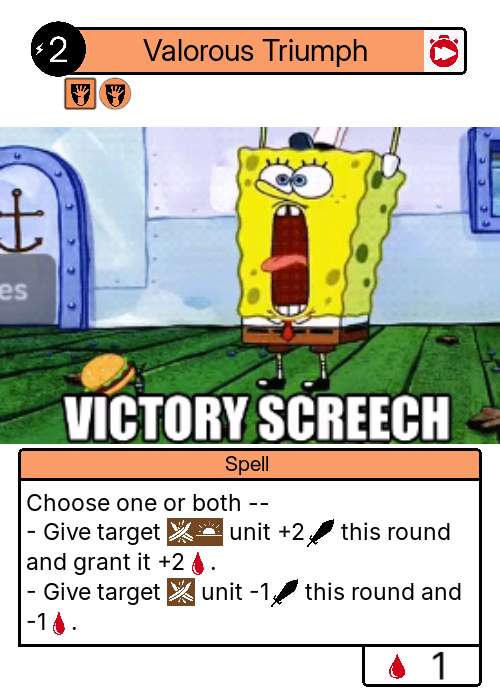 2 Valorous Triumph
es
VICTORY SCREECH
Spell
Choose one or both --
- Give target unit +2 this round
and grant it +2 .
- Give target unit -1 this round and
-1 .
1